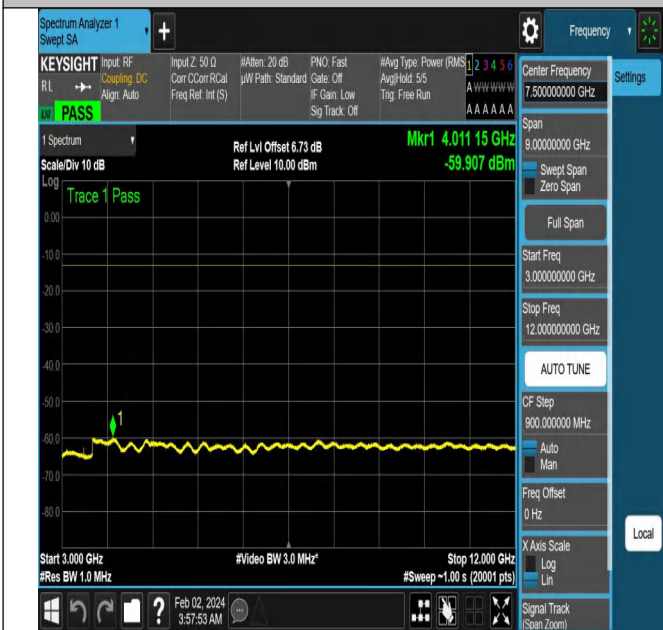 Spectrum Analyzer 1
Swept SA
Frequency
KEYSIGHT
Input: RF
Coupling: DC
Align: Auto
Input Z: 50 Ω
Corr CCorr RCal
Freq Ref: Int (S)
#Atten: 20 dB
µW Path: Standard
PNO: Fast
Gate: Off
IF Gain: Low
Sig Track: Off
#Avg Type: Power (RMS
Avg|Hold: 5/5
Trig: Free Run
1 2 3 4 5 6
A W W W W W
A A A A A A
R L
LXI
PASS
1 Spectrum
Scale/Div 10 dB
Ref Lvl Offset 6.73 dB
Ref Level 10.00 dBm
Mkr1 4.011 15 GHz
-59.907 dBm
Log
Trace 1 Pass
0.00
-10.0
-20.0
-30.0
-40.0
-50.0
-60.0
-70.0
-80.0
1
Start 3.000 GHz
#Res BW 1.0 MHz
#Video BW 3.0 MHz*
Stop 12.000 GHz
#Sweep ~1.00 s (20001 pts)
Feb 02, 2024
3:57:53 AM
Center Frequency
7.500000000 GHz
Settings
Span
9.00000000 GHz
Swept Span
Zero Span
Full Span
Start Freq
3.000000000 GHz
Stop Freq
12.000000000 GHz
AUTO TUNE
CF Step
900.000000 MHz
Auto
Man
Freq Offset
0 Hz
X Axis Scale
Log
Lin
Local
Signal Track
(Span Zoom)